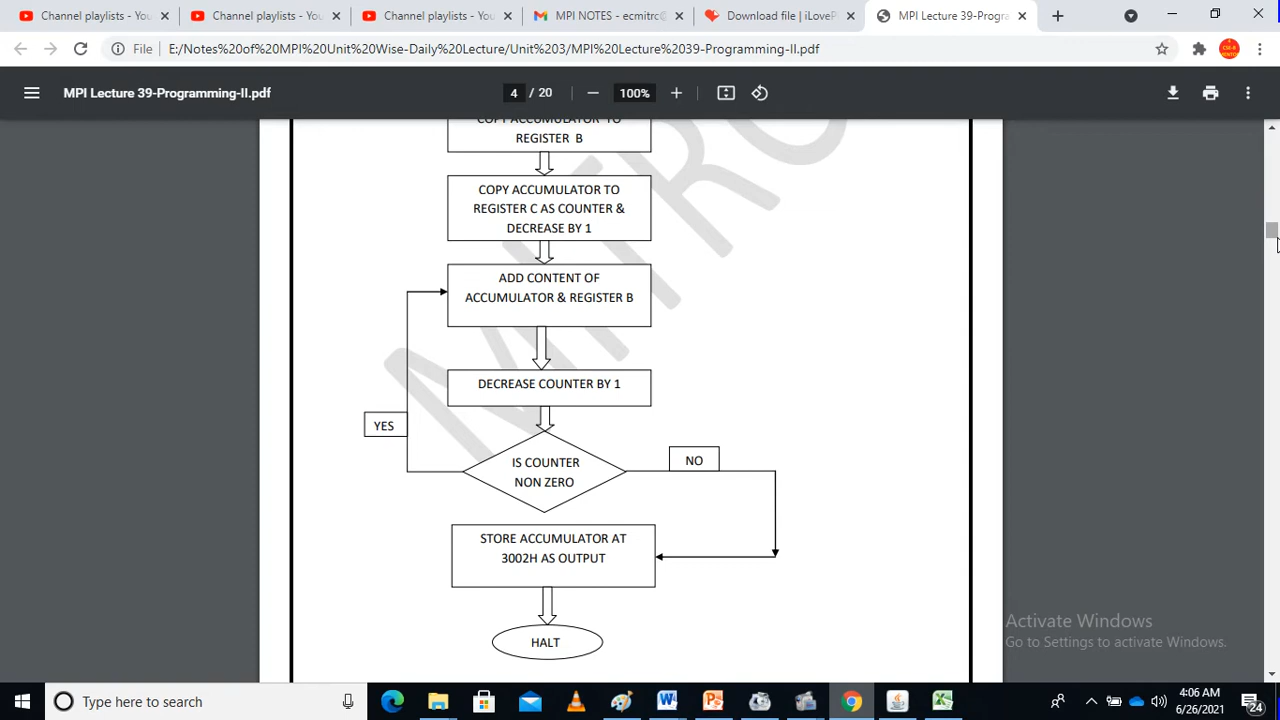 Channel playlists - You
Channel playlists - You
Channel playlists - You
MPI NOTES - ecmitrc@
Download file | iLoveP
MPI Lecture 39-Progra
File
E:/Notes%20of%20MPI%20Unit%20Wise-Daily%20Lecture/Unit%203/MPI%20Lecture%2039-Programming-II.pdf
MPI Lecture 39-Programming-II.pdf
4 / 20
100%
COPY ACCUMULATOR TO
REGISTER B
COPY ACCUMULATOR TO
REGISTER C AS COUNTER &
DECREASE BY 1
ADD CONTENT OF
ACCUMULATOR & REGISTER B
DECREASE COUNTER BY 1
YES
IS COUNTER
NON ZERO
NO
STORE ACCUMULATOR AT
3002H AS OUTPUT
HALT
Activate Windows
Go to Settings to activate Windows.
Type here to search
4:06 AM
6/26/2021
24